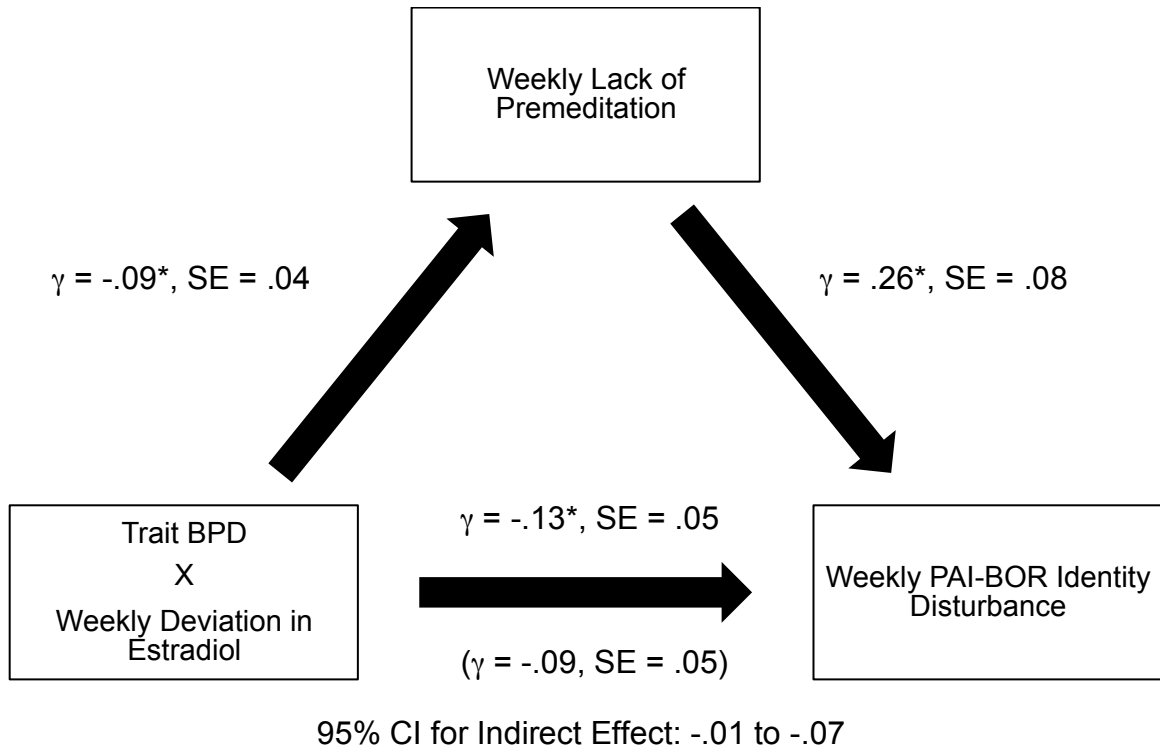 Weekly Lack of
Premeditation
γ = -.09*, SE = .04
γ = .26*, SE = .08
Trait BPD
X
Weekly Deviation in
Estradiol
γ = -.13*, SE = .05
(γ = -.09, SE = .05)
Weekly PAI-BOR Identity
Disturbance
95% CI for Indirect Effect: -.01 to -.07